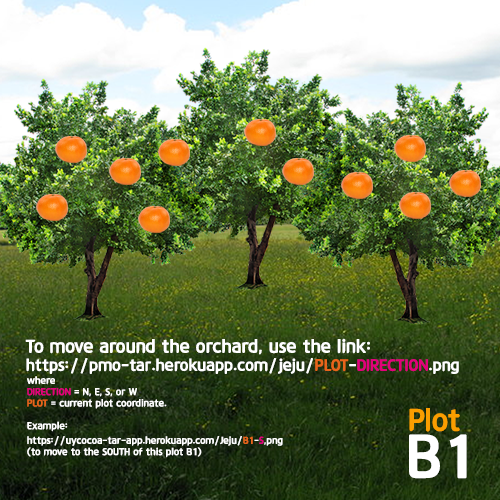 To move around the orchard, use the link:
https://pmo-tar.herokuapp.com/jeju/PLOT-DIRECTION.png
where
DIRECTION = N, E, S, or W
PLOT = current plot coordinate.
Example:
https://uycocoa-tar-app.herokuapp.com/Jeju/B1-S.png
(to move to the SOUTH of this plot B1)
Plot
B1